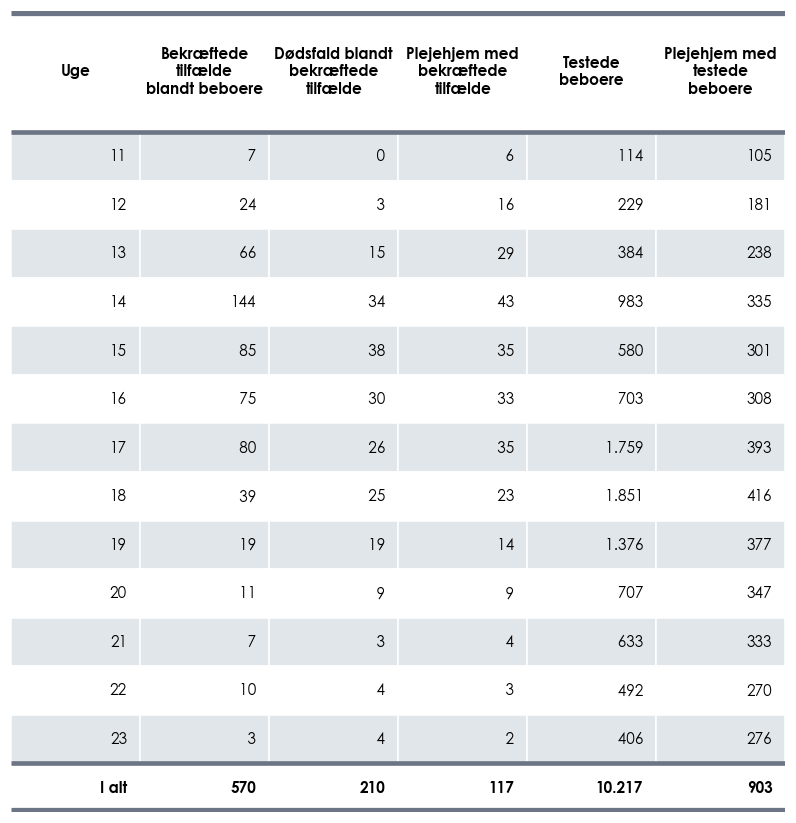 Uge Bekræftede tilfælde blandt beboere Dødsfald blandt bekræftede tilfælde Plejehjem med bekræftede tilfælde Testede beboere Plejehjem med testede beboere
11 7 0 6 114 105
12 24 3 16 229 181
13 66 15 29 384 238
14 144 34 43 983 335
15 85 38 35 580 301
16 75 30 33 703 308
17 80 26 35 1.759 393
18 39 25 23 1.851 416
19 19 19 14 1.376 377
20 11 9 9 707 347
21 7 3 4 633 333
22 10 4 3 492 270
23 3 4 2 406 276
I alt 570 210 117 10.217 903